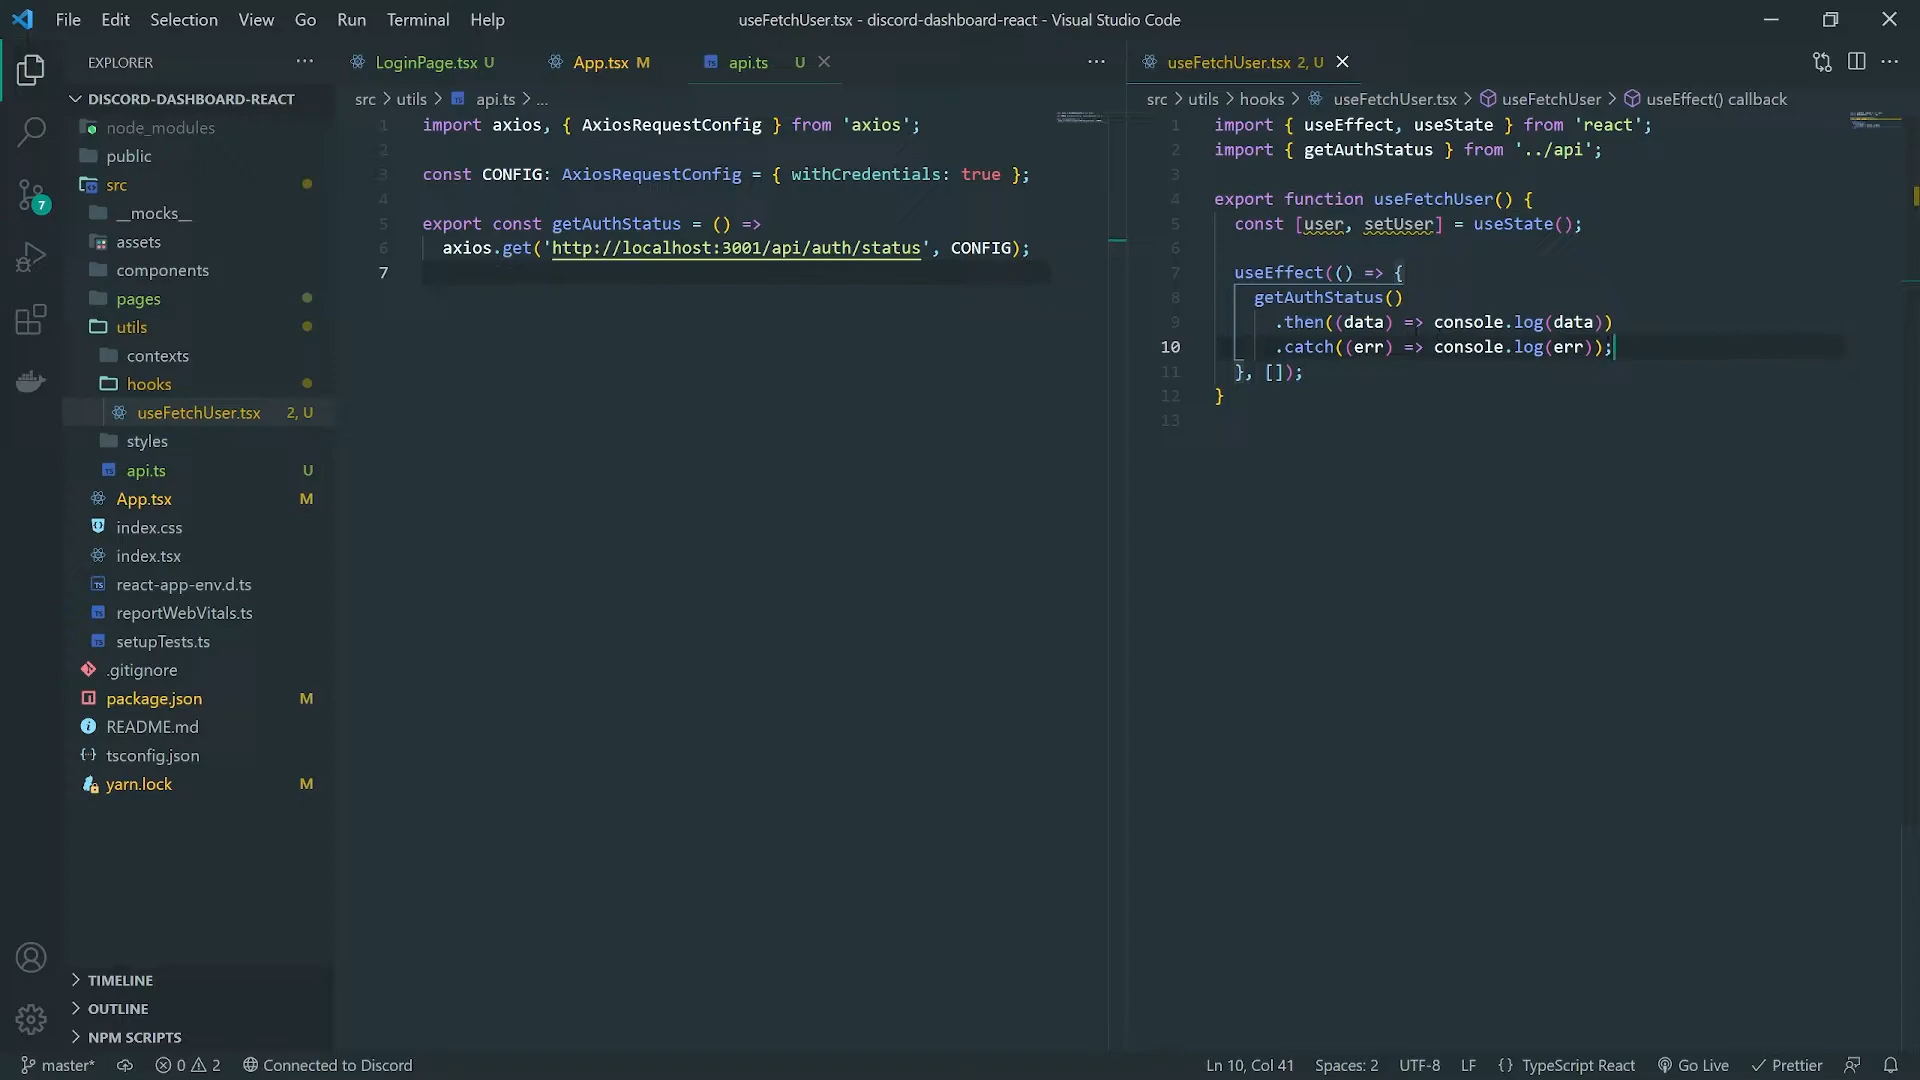 File Edit Selection View Go Run Terminal Help
useFetchUser.tsx - discord-dashboard-react - Visual Studio Code
EXPLORER
DISCORD-DASHBOARD-REACT
node_modules
public
src
__mocks__
assets
components
pages
utils
contexts
hooks
useFetchUser.tsx 2, U
styles
api.ts U
App.tsx M
index.css
index.tsx
react-app-env.d.ts
reportWebVitals.ts
setupTests.ts
.gitignore
package.json M
README.md
tsconfig.json
yarn.lock M
TIMELINE
OUTLINE
NPM SCRIPTS
7
LoginPage.tsx U App.tsx M api.ts U
src > utils > api.ts > ...
1 import axios, { AxiosRequestConfig } from 'axios';
2
3 const CONFIG: AxiosRequestConfig = { withCredentials: true };
4
5 export const getAuthStatus = () =>
6 axios.get('http://localhost:3001/api/auth/status', CONFIG);
7
useFetchUser.tsx 2, U
src > utils > hooks > useFetchUser.tsx > useFetchUser > useEffect() callback
1 import { useEffect, useState } from 'react';
2 import { getAuthStatus } from '../api';
3
4 export function useFetchUser() {
5 const [user, setUser] = useState();
6
7 useEffect(() => {
8 getAuthStatus()
9 .then((data) => console.log(data))
10 .catch((err) => console.log(err));
11 }, []);
12 }
13
master* 0 2 Connected to Discord
Ln 10, Col 41 Spaces: 2 UTF-8 LF {} TypeScript React Go Live Prettier